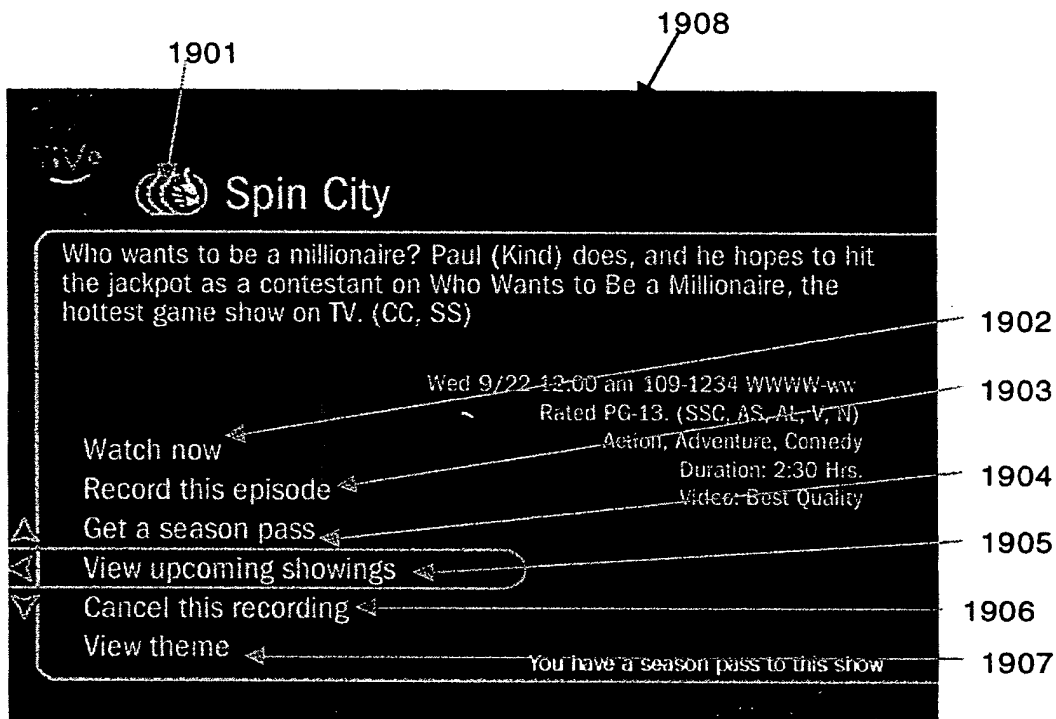 1908
1901
Spin City
Who wants to be a millionaire? Paul (Kind) does, and he hopes to hit
the jackpot as a contestant on Who Wants to Be a Millionaire, the
hottest game show on TV. (CC, SS)
1902
Wed 9/22 12:00 am 109-1234 WWWW-ww
1903
Rated PG-13. (SSC, AS, AL, V, N)
Watch now
Action, Adventure, Comedy
Duration: 2:30 Hrs.
1904
Record this episode
Video: Best Quality
Get a season pass
1905
View upcoming showings
Cancel this recording
1906
View theme
You have a season pass to this show
1907